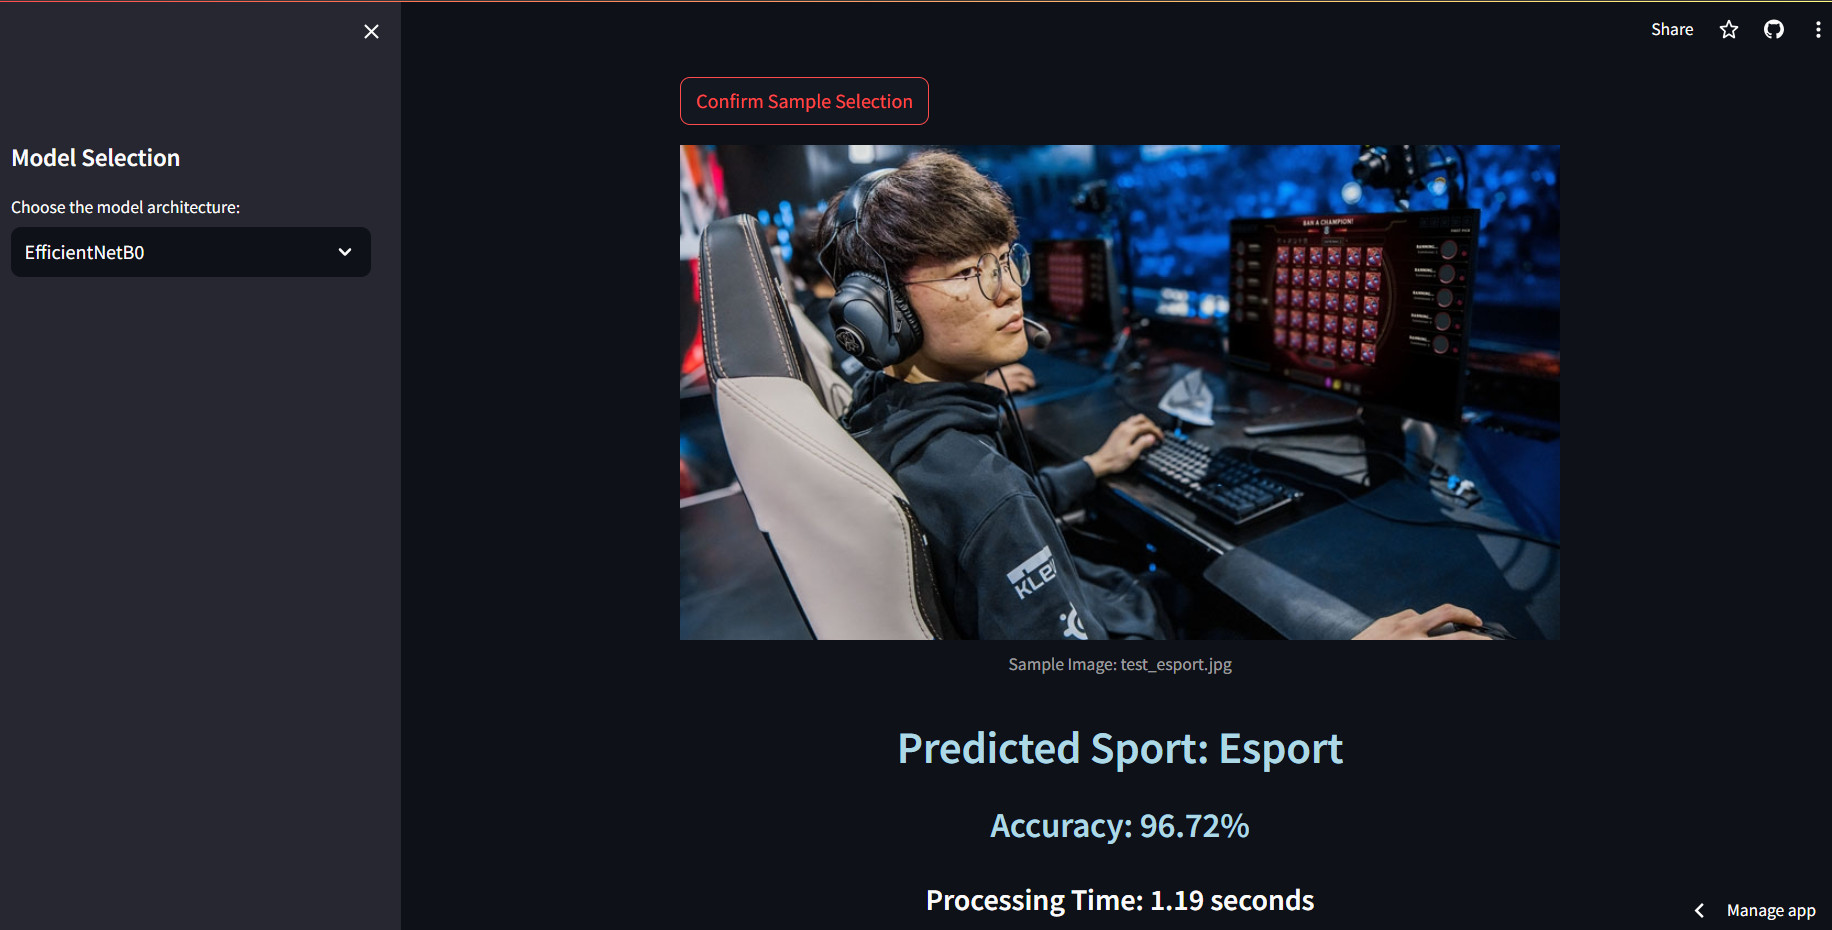 Share
Model Selection
Choose the model architecture:
EfficientNetB0
Confirm Sample Selection
BAN A CHAMPION!
KLEV
Sample Image: test_esport.jpg
Predicted Sport: Esport
Accuracy: 96.72%
Processing Time: 1.19 seconds
Manage app